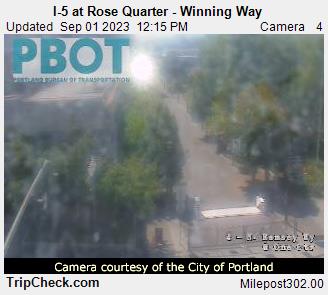 I-5 at Rose Quarter - Winning Way
Updated Sep 01 2023 12:15 PM Camera 4
PBOT
PORTLAND BUREAU OF TRANSPORTATION
Camera courtesy of the City of Portland
TripCheck.com Milepost302.00